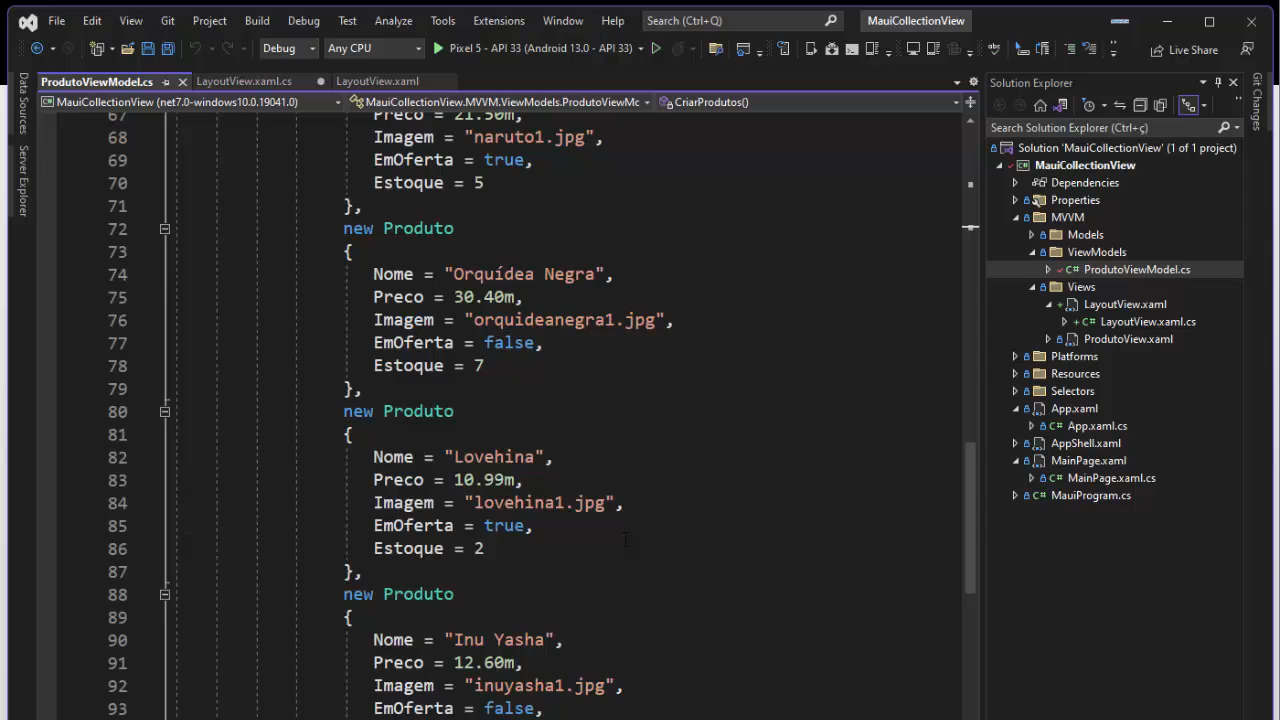 File Edit View Git Project Build Debug Test Analyze Tools Extensions Window Help Search (Ctrl+Q) MauiCollectionView
Debug Any CPU Pixel 5 - API 33 (Android 13.0 - API 33) Live Share
Data Sources
Server Explorer
ProdutoViewModel.cs LayoutView.xaml.cs LayoutView.xaml
MauiCollectionView (net7.0-windows10.0.19041.0) MauiCollectionView.MVVM.ViewModels.ProdutoViewMc CriarProdutos()
67 Preco = 21.50m,
68 Imagem = "naruto1.jpg",
69 EmOferta = true,
70 Estoque = 5
71 },
72 new Produto
73 {
74 Nome = "Orquídea Negra",
75 Preco = 30.40m,
76 Imagem = "orquideanegra1.jpg",
77 EmOferta = false,
78 Estoque = 7
79 },
80 new Produto
81 {
82 Nome = "Lovehina",
83 Preco = 10.99m,
84 Imagem = "lovehina1.jpg",
85 EmOferta = true,
86 Estoque = 2
87 },
88 new Produto
89 {
90 Nome = "Inu Yasha",
91 Preco = 12.60m,
92 Imagem = "inuyasha1.jpg",
93 EmOferta = false,
Solution Explorer
Search Solution Explorer (Ctrl+ç)
Solution 'MauiCollectionView' (1 of 1 project)
MauiCollectionView
Dependencies
Properties
MVVM
Models
ViewModels
C# ProdutoViewModel.cs
Views
LayoutView.xaml
C# LayoutView.xaml.cs
ProdutoView.xaml
Platforms
Resources
Selectors
App.xaml
C# App.xaml.cs
AppShell.xaml
MainPage.xaml
C# MainPage.xaml.cs
C# MauiProgram.cs
Git Changes